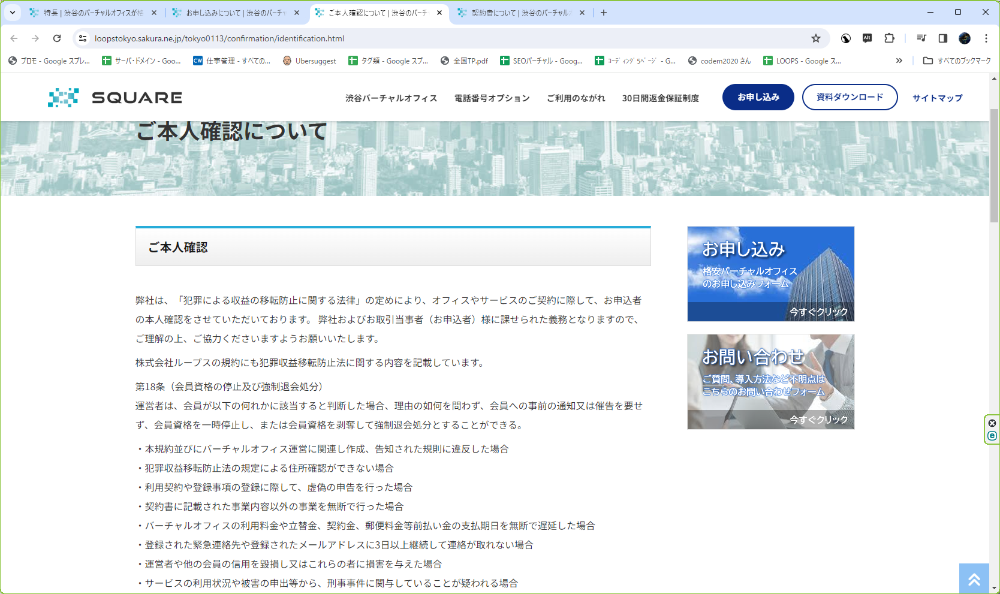 特長 | 渋谷のバーチャルオフィスが格
お申し込みについて | 渋谷のバーチャ
ご本人確認について | 渋谷のバーチ
契約書について | 渋谷のバーチャルオ
loopstokyo.sakura.ne.jp/tokyo0113/confirmation/identification.html
プロモ - Google スプレ...
サーバ・ドメイン - Goo...
CW 仕事管理 - すべての...
Ubersuggest
タグ類 - Google スプ...
全国TP.pdf
SEOバーチャル - Goog...
ｺｰﾃﾞｨﾝｸﾞ 5ﾍﾟｰｼﾞ - G...
codem2020 さん
LOOPS - Google ス...
すべてのブックマーク
SQUARE
渋谷バーチャルオフィス
電話番号オプション
ご利用のながれ
30日間返金保証制度
お申し込み
資料ダウンロード
サイトマップ
ご本人確認について
ご本人確認
弊社は、「犯罪による収益の移転防止に関する法律」の定めにより、オフィスやサービスのご契約に際して、お申込者
の本人確認をさせていただいております。 弊社およびお取引当事者（お申込者）様に課せられた義務となりますので、
ご理解の上、ご協力くださいますようお願いいたします。
株式会社ループスの規約にも犯罪収益移転防止法に関する内容を記載しています。
第18条（会員資格の停止及び強制退会処分）
運営者は、会員が以下の何れかに該当すると判断した場合、理由の如何を問わず、会員への事前の通知又は催告を要せ
ず、会員資格を一時停止し、または会員資格を剥奪して強制退会処分とすることができる。
・本規約並びにバーチャルオフィス運営に関連し作成、告知された規則に違反した場合
・犯罪収益移転防止法の規定による住所確認ができない場合
・利用契約や登録事項の登録に際して、虚偽の申告を行った場合
・契約書に記載された事業内容以外の事業を無断で行った場合
・バーチャルオフィスの利用料金や立替金、契約金、郵便料金等前払い金の支払期日を無断で遅延した場合
・登録された緊急連絡先や登録されたメールアドレスに3日以上継続して連絡が取れない場合
・運営者や他の会員の信用を毀損し又はこれらの者に損害を与えた場合
・サービスの利用状況や被害の申出等から、刑事事件に関与していることが疑われる場合
お申し込み
格安バーチャルオフィス
のお申し込みフォーム
今すぐクリック
お問い合わせ
ご質問、導入方法など不明点は
こちらのお問い合わせフォーム
今すぐクリック